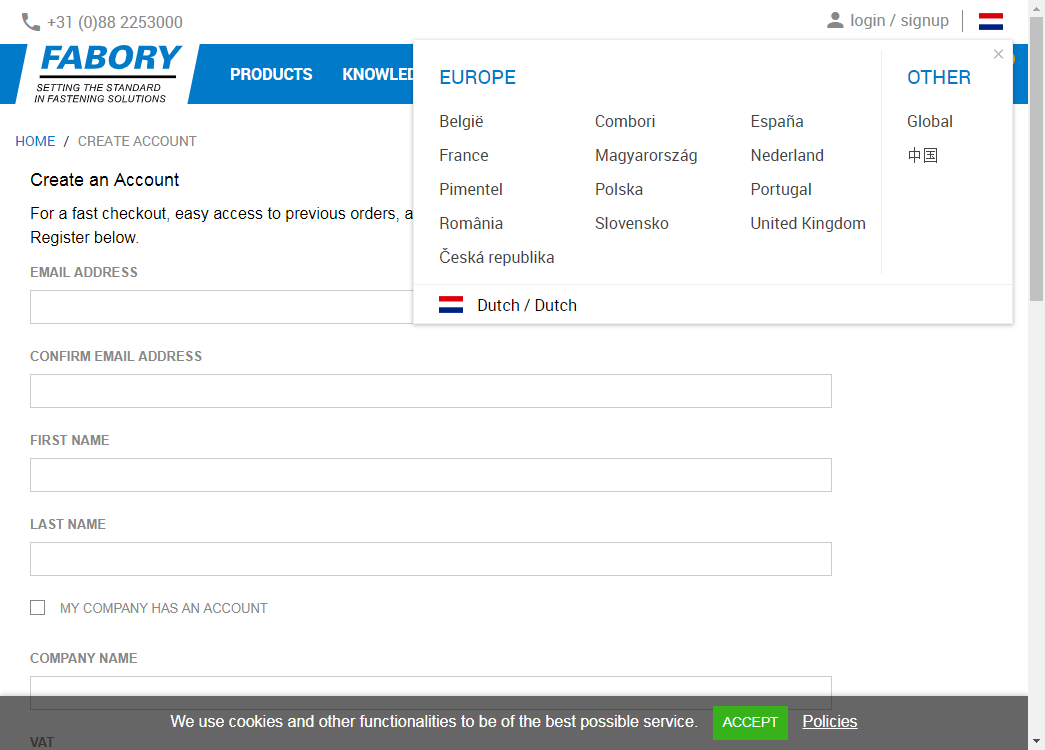 +31 (0)88 2253000
login / signup
FABORY
SETTING THE STANDARD
IN FASTENING SOLUTIONS
PRODUCTS
EUROPE
OTHER
België
Combori
España
Global
France
Magyarország
Nederland
中国
Pimentel
Polska
Portugal
România
Slovensko
United Kingdom
Česká republika
Dutch / Dutch
HOME / CREATE ACCOUNT
Create an Account
For a fast checkout, easy access to previous orders, a
Register below.
EMAIL ADDRESS
CONFIRM EMAIL ADDRESS
FIRST NAME
LAST NAME
MY COMPANY HAS AN ACCOUNT
COMPANY NAME
We use cookies and other functionalities to be of the best possible service.
ACCEPT
Policies
VAT